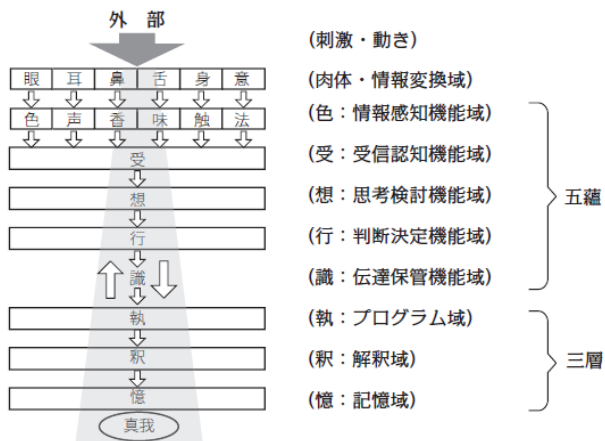 外 部
(刺激・動き)
眼 耳 鼻 舌 身 意
(肉体・情報変換域)
色 声 香 味 触 法
(色：情報感知機能域)
受
(受：受信認知機能域)
想
(想：思考検討機能域)
五蘊
行
(行：判断決定機能域)
識
(識：伝達保管機能域)
執
(執：プログラム域)
釈
(釈：解釈域)
三層
憶
(憶：記憶域)
真我